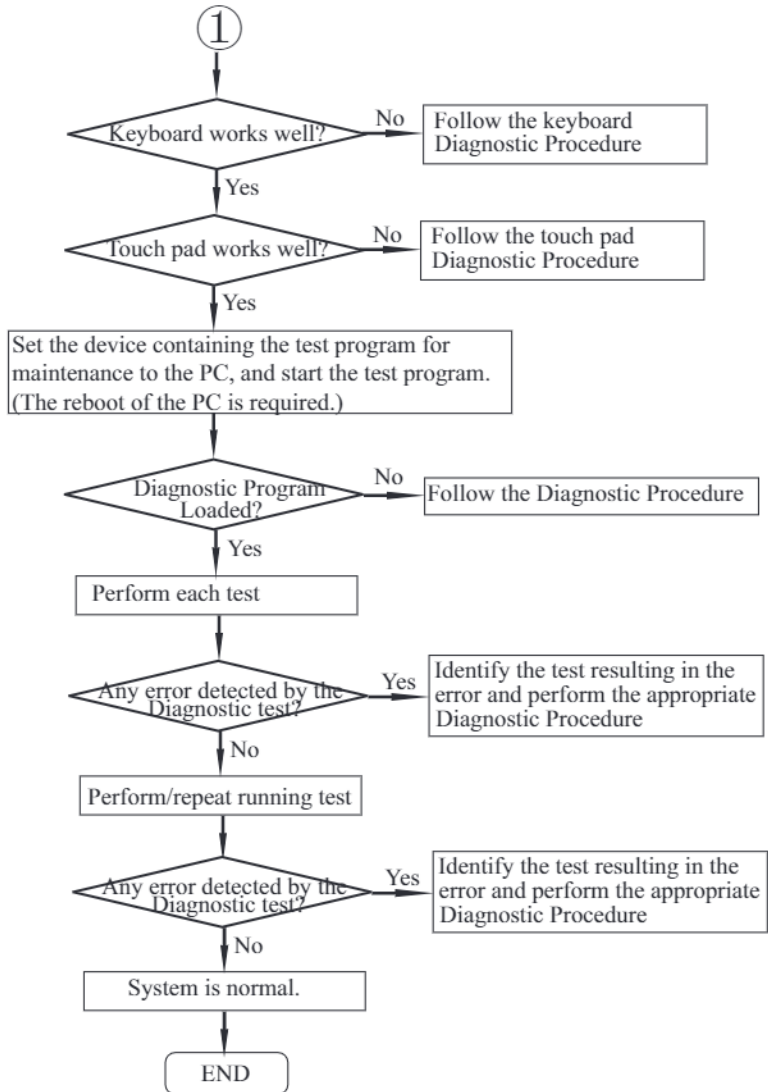 1
Keyboard works well?
No
Follow the keyboard
Diagnostic Procedure
Yes
Touch pad works well?
No
Follow the touch pad
Diagnostic Procedure
Yes
Set the device containing the test program for
maintenance to the PC, and start the test program.
(The reboot of the PC is required.)
Diagnostic Program
Loaded?
No
Follow the Diagnostic Procedure
Yes
Perform each test
Any error detected by the
Diagnostic test?
Yes
Identify the test resulting in the
error and perform the appropriate
Diagnostic Procedure
No
Perform/repeat running test
Any error detected by the
Diagnostic test?
Yes
Identify the test resulting in the
error and perform the appropriate
Diagnostic Procedure
No
System is normal.
END